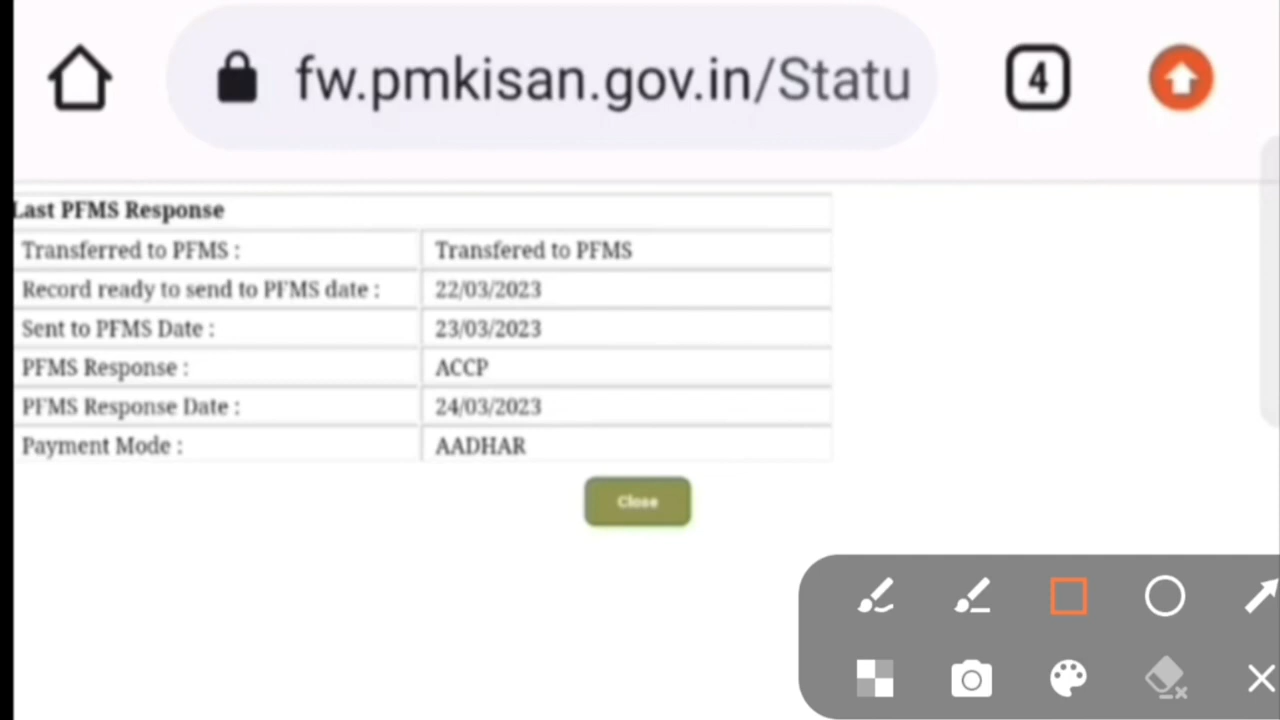 fw.pmkisan.gov.in/Statu
4
Last PFMS Response
Transferred to PFMS : Transfered to PFMS
Record ready to send to PFMS date : 22/03/2023
Sent to PFMS Date : 23/03/2023
PFMS Response : ACCP
PFMS Response Date : 24/03/2023
Payment Mode : AADHAR
Close